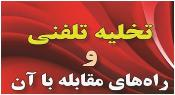 تخلیه تلفنی
و
راه‌های مقابله با آن